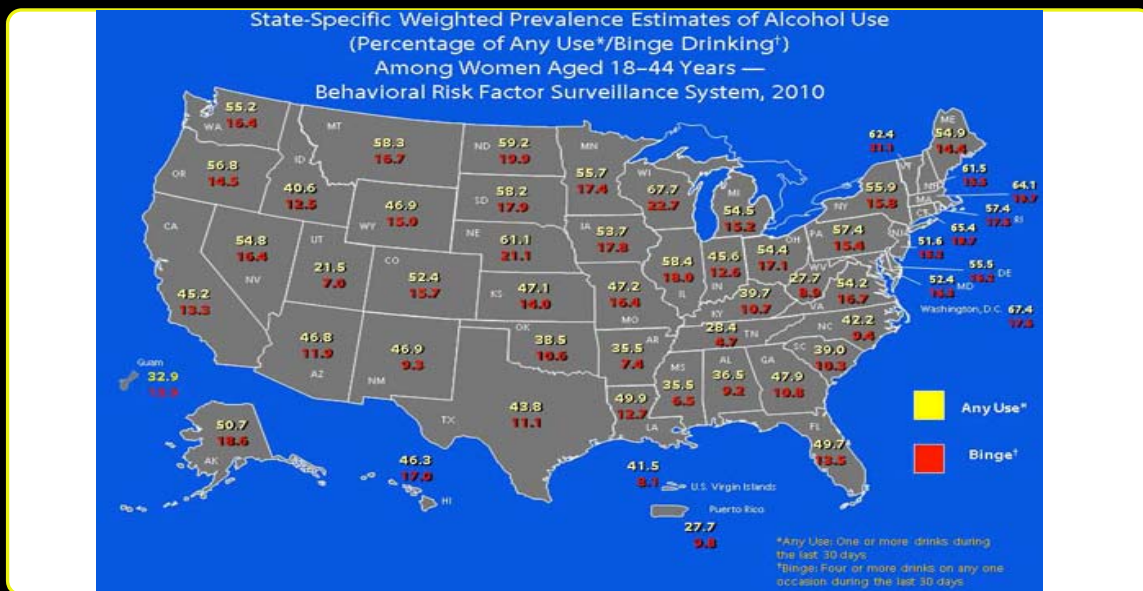 State-Specific Weighted Prevalence Estimates of Alcohol Use
(Percentage of Any Use*/Binge Drinking†)
Among Women Aged 18–44 Years —
Behavioral Risk Factor Surveillance System, 2010
WA
55.2
16.4
OR
56.8
14.5
CA
45.2
13.3
NV
54.8
16.4
ID
40.6
12.5
MT
58.3
16.7
WY
46.9
15.0
UT
21.5
7.0
CO
52.4
15.7
AZ
46.8
11.9
NM
46.9
9.3
ND
59.2
19.9
SD
58.2
17.9
NE
61.1
21.1
KS
47.1
14.0
OK
38.5
10.6
TX
43.8
11.1
MN
55.7
17.4
IA
53.7
17.8
MO
47.2
16.4
AR
35.5
7.4
LA
49.9
12.7
WI
67.7
22.7
IL
58.4
18.0
MI
54.5
15.2
IN
45.6
12.6
OH
54.4
17.1
KY
39.7
10.7
TN
28.4
4.7
MS
35.5
6.5
AL
36.5
9.2
GA
47.9
10.8
FL
49.7
13.5
SC
39.0
10.3
NC
42.2
9.4
VA
54.2
16.7
WV
27.7
8.9
PA
57.4
15.4
NY
55.9
15.8
ME
54.9
14.4
VT
62.4
NH
61.5
MA
64.1
RI
57.4
CT
65.4
NJ
51.6
DE
55.5
MD
52.4
Washington, D.C.
67.4
Guam
32.9
AK
50.7
18.6
HI
46.3
17.0
41.5
8.1
U.S. Virgin Islands
Puerto Rico
27.7
9.8
Any Use*
Binge†
*Any Use: One or more drinks during
the last 30 days
†Binge: Four or more drinks on any one
occasion during the last 30 days